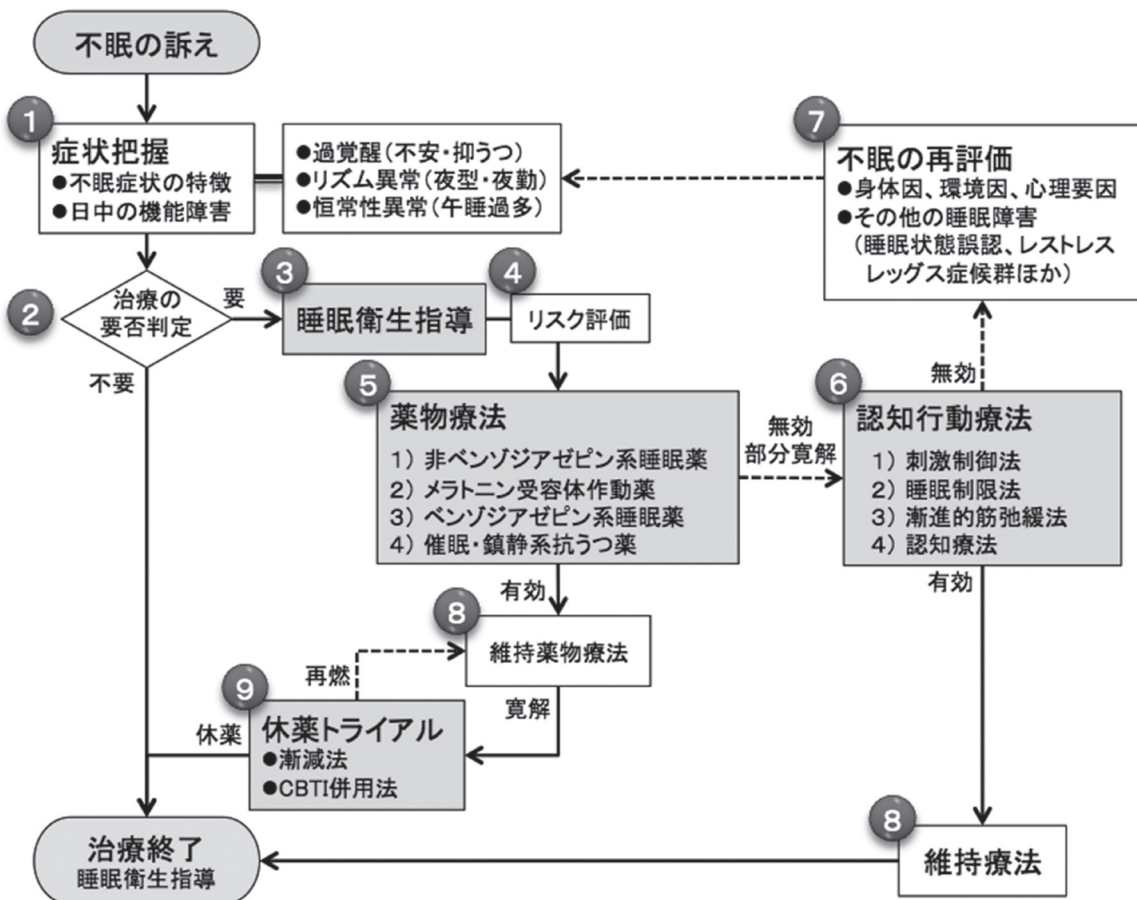 不眠の訴え
1
症状把握
●不眠症状の特徴
●日中の機能障害
●過覚醒(不安・抑うつ)
●リズム異常(夜型・夜勤)
●恒常性異常(午睡過多)
7
不眠の再評価
●身体因、環境因、心理要因
●その他の睡眠障害
(睡眠状態誤認、レストレス
レッグス症候群ほか)
2
治療の
要否判定
要
不要
3
睡眠衛生指導
4
リスク評価
5
薬物療法
1) 非ベンゾジアゼピン系睡眠薬
2) メラトニン受容体作動薬
3) ベンゾジアゼピン系睡眠薬
4) 催眠・鎮静系抗うつ薬
無効
部分寛解
無効
6
認知行動療法
1) 刺激制御法
2) 睡眠制限法
3) 漸進的筋弛緩法
4) 認知療法
有効
有効
8
維持薬物療法
再燃
寛解
9
休薬トライアル
●漸減法
●CBTI併用法
休薬
治療終了
睡眠衛生指導
8
維持療法